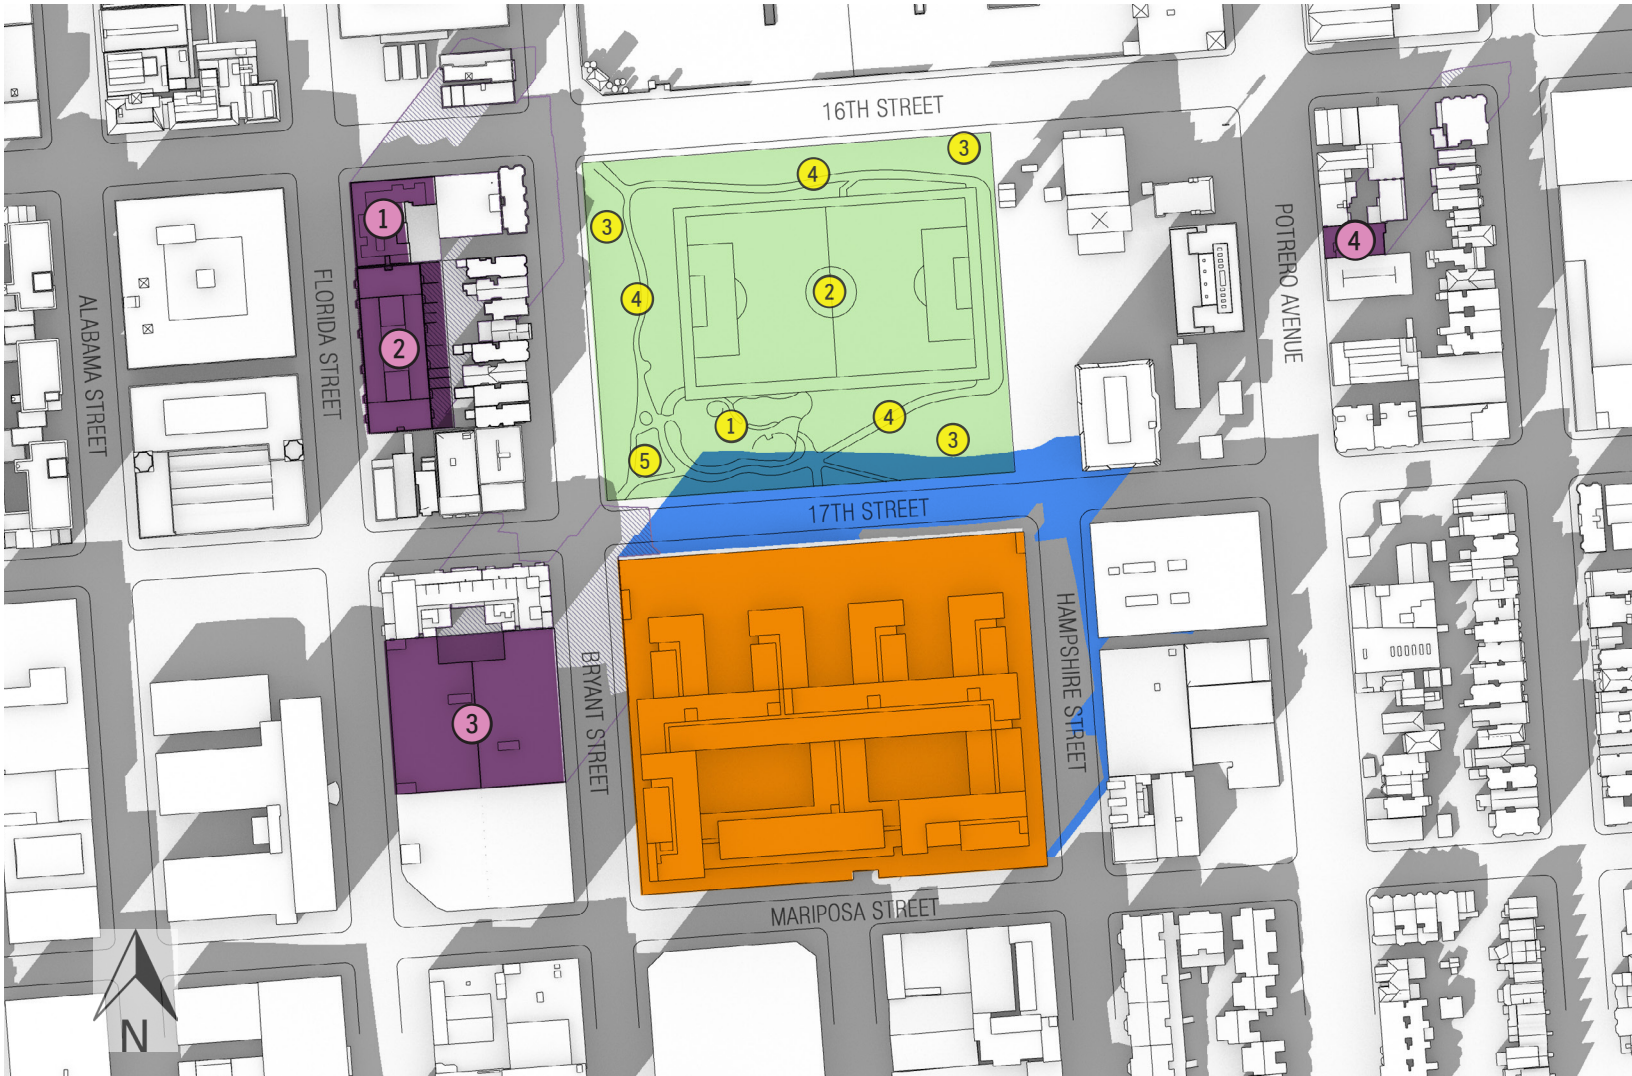 16TH STREET
3
4
3
1
4
FLORIDA STREET
POTRERO AVENUE
4
2
ALABAMA STREET
2
4
1
3
5
17TH STREET
HAMPSHIRE STREET
BRYANT STREET
3
MARIPOSA STREET
N